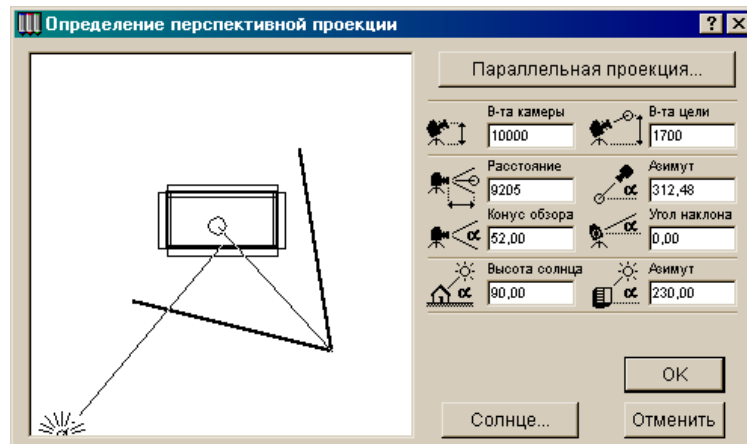 Определение перспективной проекции
Параллельная проекция...
В-та камеры
10000
В-та цели
1700
Расстояние
9205
Азимут
312,48
Конус обзора
52,00
Угол наклона
0,00
Высота солнца
90,00
Азимут
230,00
OK
Солнце...
Отменить